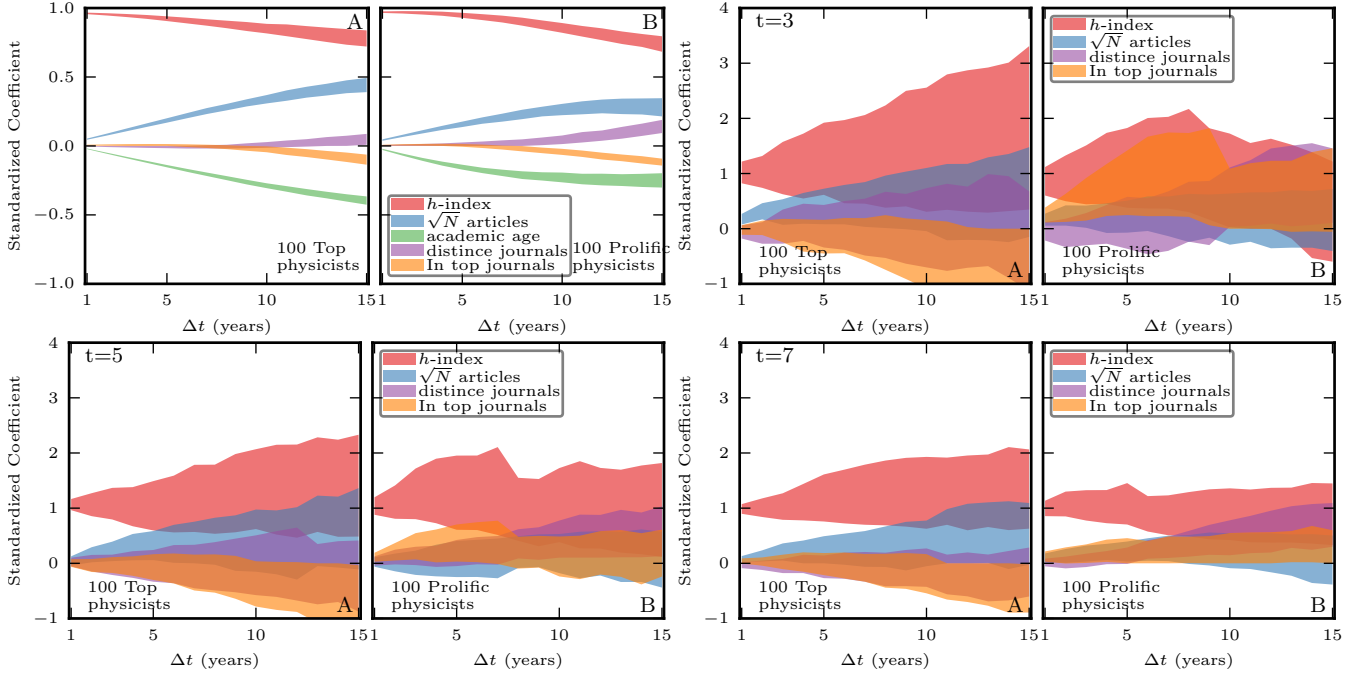 1.0
0.5
0.0
−0.5
−1.0
Standardized Coefficient
A
100 Top
physicists
1
5
10
15
Δt (years)
B
h-index
√N articles
academic age
distince journals
In top journals
100 Prolific
physicists
1
5
10
15
Δt (years)
4
3
2
1
0
−1
Standardized Coefficient
t=3
100 Top
physicists
A
1
5
10
15
Δt (years)
h-index
√N articles
distince journals
In top journals
100 Prolific
physicists
B
5
10
15
Δt (years)
4
3
2
1
0
−1
Standardized Coefficient
t=5
100 Top
physicists
A
1
5
10
15
Δt (years)
h-index
√N articles
distince journals
In top journals
100 Prolific
physicists
B
1
5
10
15
Δt (years)
4
3
2
1
0
−1
Standardized Coefficient
t=7
100 Top
physicists
A
1
5
10
15
Δt (years)
h-index
√N articles
distince journals
In top journals
100 Prolific
physicists
B
5
10
15
Δt (years)